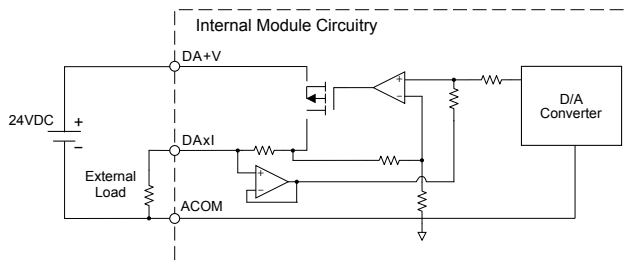 Internal Module Circuitry
DA+V
24VDC
+
−
DAxI
External
Load
ACOM
+
−
+
−
D/A
Converter